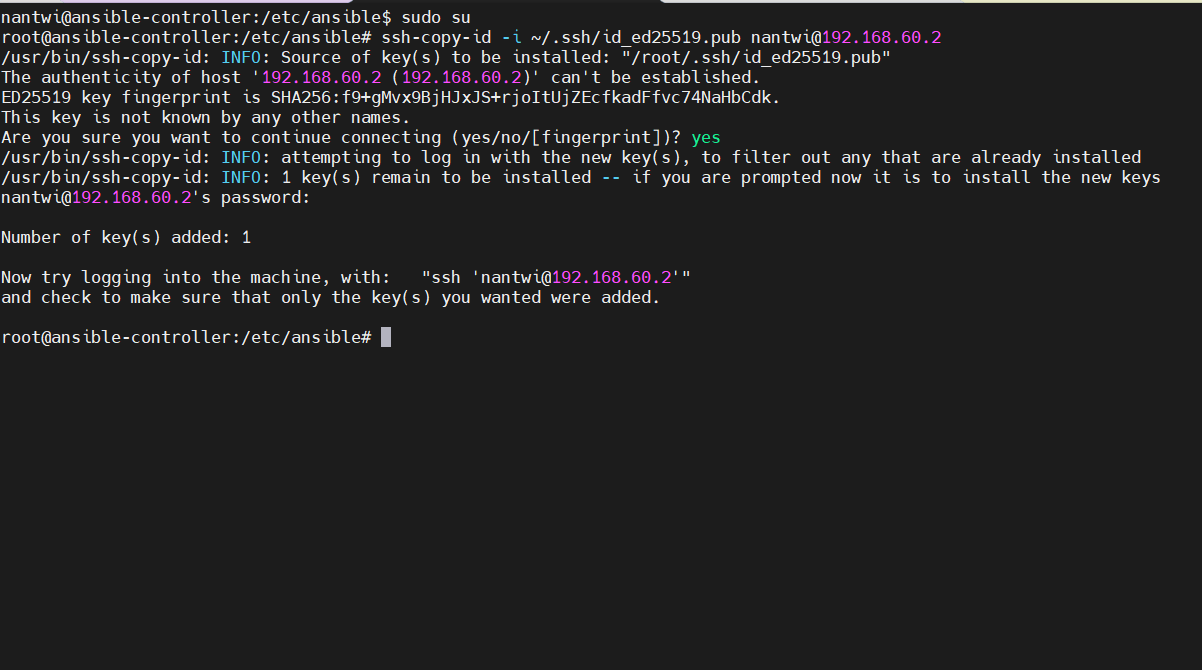 nantwi@ansible-controller:/etc/ansible$ sudo su
root@ansible-controller:/etc/ansible# ssh-copy-id -i ~/.ssh/id_ed25519.pub nantwi@192.168.60.2
/usr/bin/ssh-copy-id: INFO: Source of key(s) to be installed: "/root/.ssh/id_ed25519.pub"
The authenticity of host '192.168.60.2 (192.168.60.2)' can't be established.
ED25519 key fingerprint is SHA256:f9+gMvx9BjHJxJS+rjoItUjZEcfkadFfvc74NaHbCdk.
This key is not known by any other names.
Are you sure you want to continue connecting (yes/no/[fingerprint])? yes
/usr/bin/ssh-copy-id: INFO: attempting to log in with the new key(s), to filter out any that are already installed
/usr/bin/ssh-copy-id: INFO: 1 key(s) remain to be installed -- if you are prompted now it is to install the new keys
nantwi@192.168.60.2's password:
Number of key(s) added: 1
Now try logging into the machine, with:   "ssh 'nantwi@192.168.60.2'"
and check to make sure that only the key(s) you wanted were added.
root@ansible-controller:/etc/ansible#